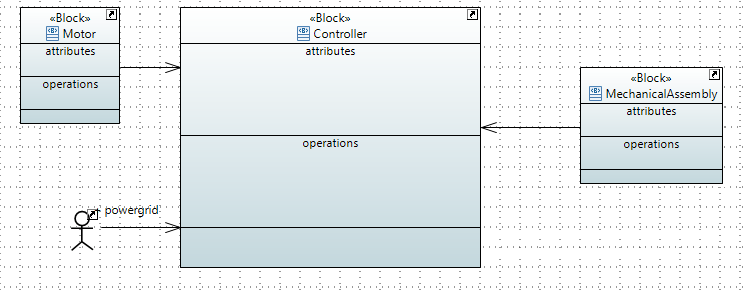 «Block»
Motor
attributes
operations
«Block»
Controller
attributes
operations
«Block»
MechanicalAssembly
attributes
operations
powergrid